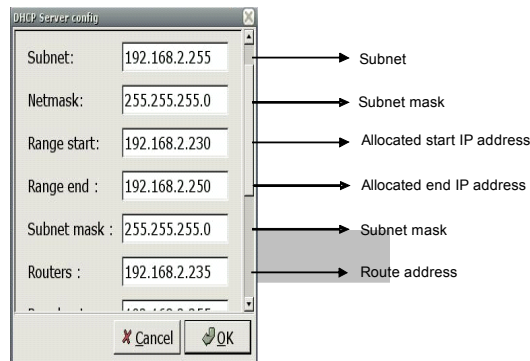 DHCP Server config
Subnet: 192.168.2.255 Subnet
Netmask: 255.255.255.0 Subnet mask
Range start: 192.168.2.230 Allocated start IP address
Range end : 192.168.2.250 Allocated end IP address
Subnet mask : 255.255.255.0 Subnet mask
Routers : 192.168.2.235 Route address
Cancel OK